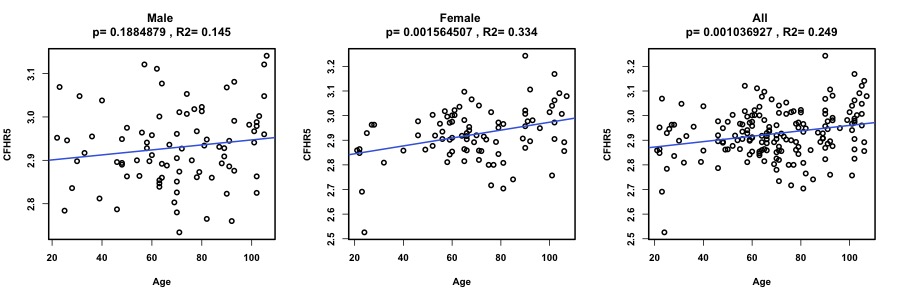 Male
p= 0.1884879 , R2= 0.145
CFHR5
3.1
3.0
2.9
2.8
20 40 60 80 100
Age
Female
p= 0.001564507 , R2= 0.334
CFHR5
3.2
3.1
3.0
2.9
2.8
2.7
2.6
2.5
20 40 60 80 100
Age
All
p= 0.001036927 , R2= 0.249
CFHR5
3.2
3.1
3.0
2.9
2.8
2.7
2.6
2.5
20 40 60 80 100
Age